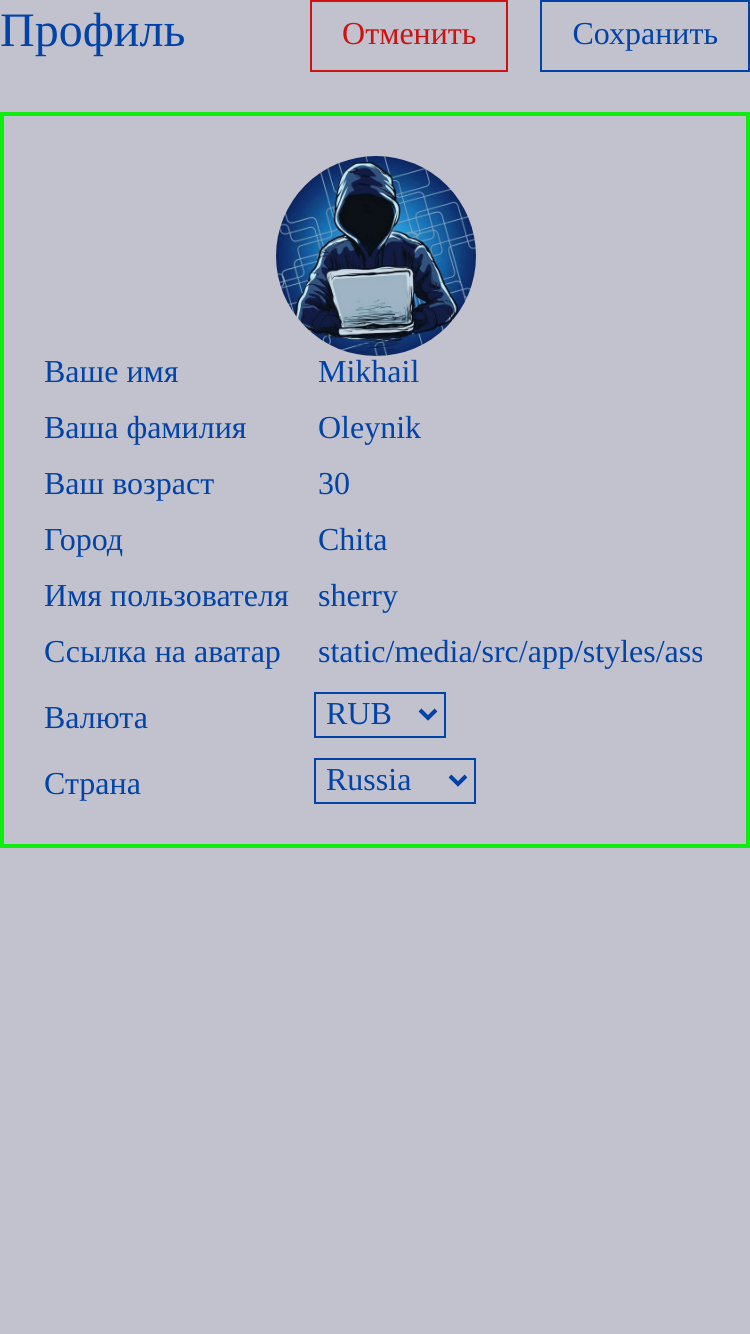 Профиль Отменить Сохранить
Ваше имя Mikhail
Ваша фамилия Oleynik
Ваш возраст 30
Город Chita
Имя пользователя sherry
Ссылка на аватар static/media/src/app/styles/ass
Валюта RUB
Страна Russia